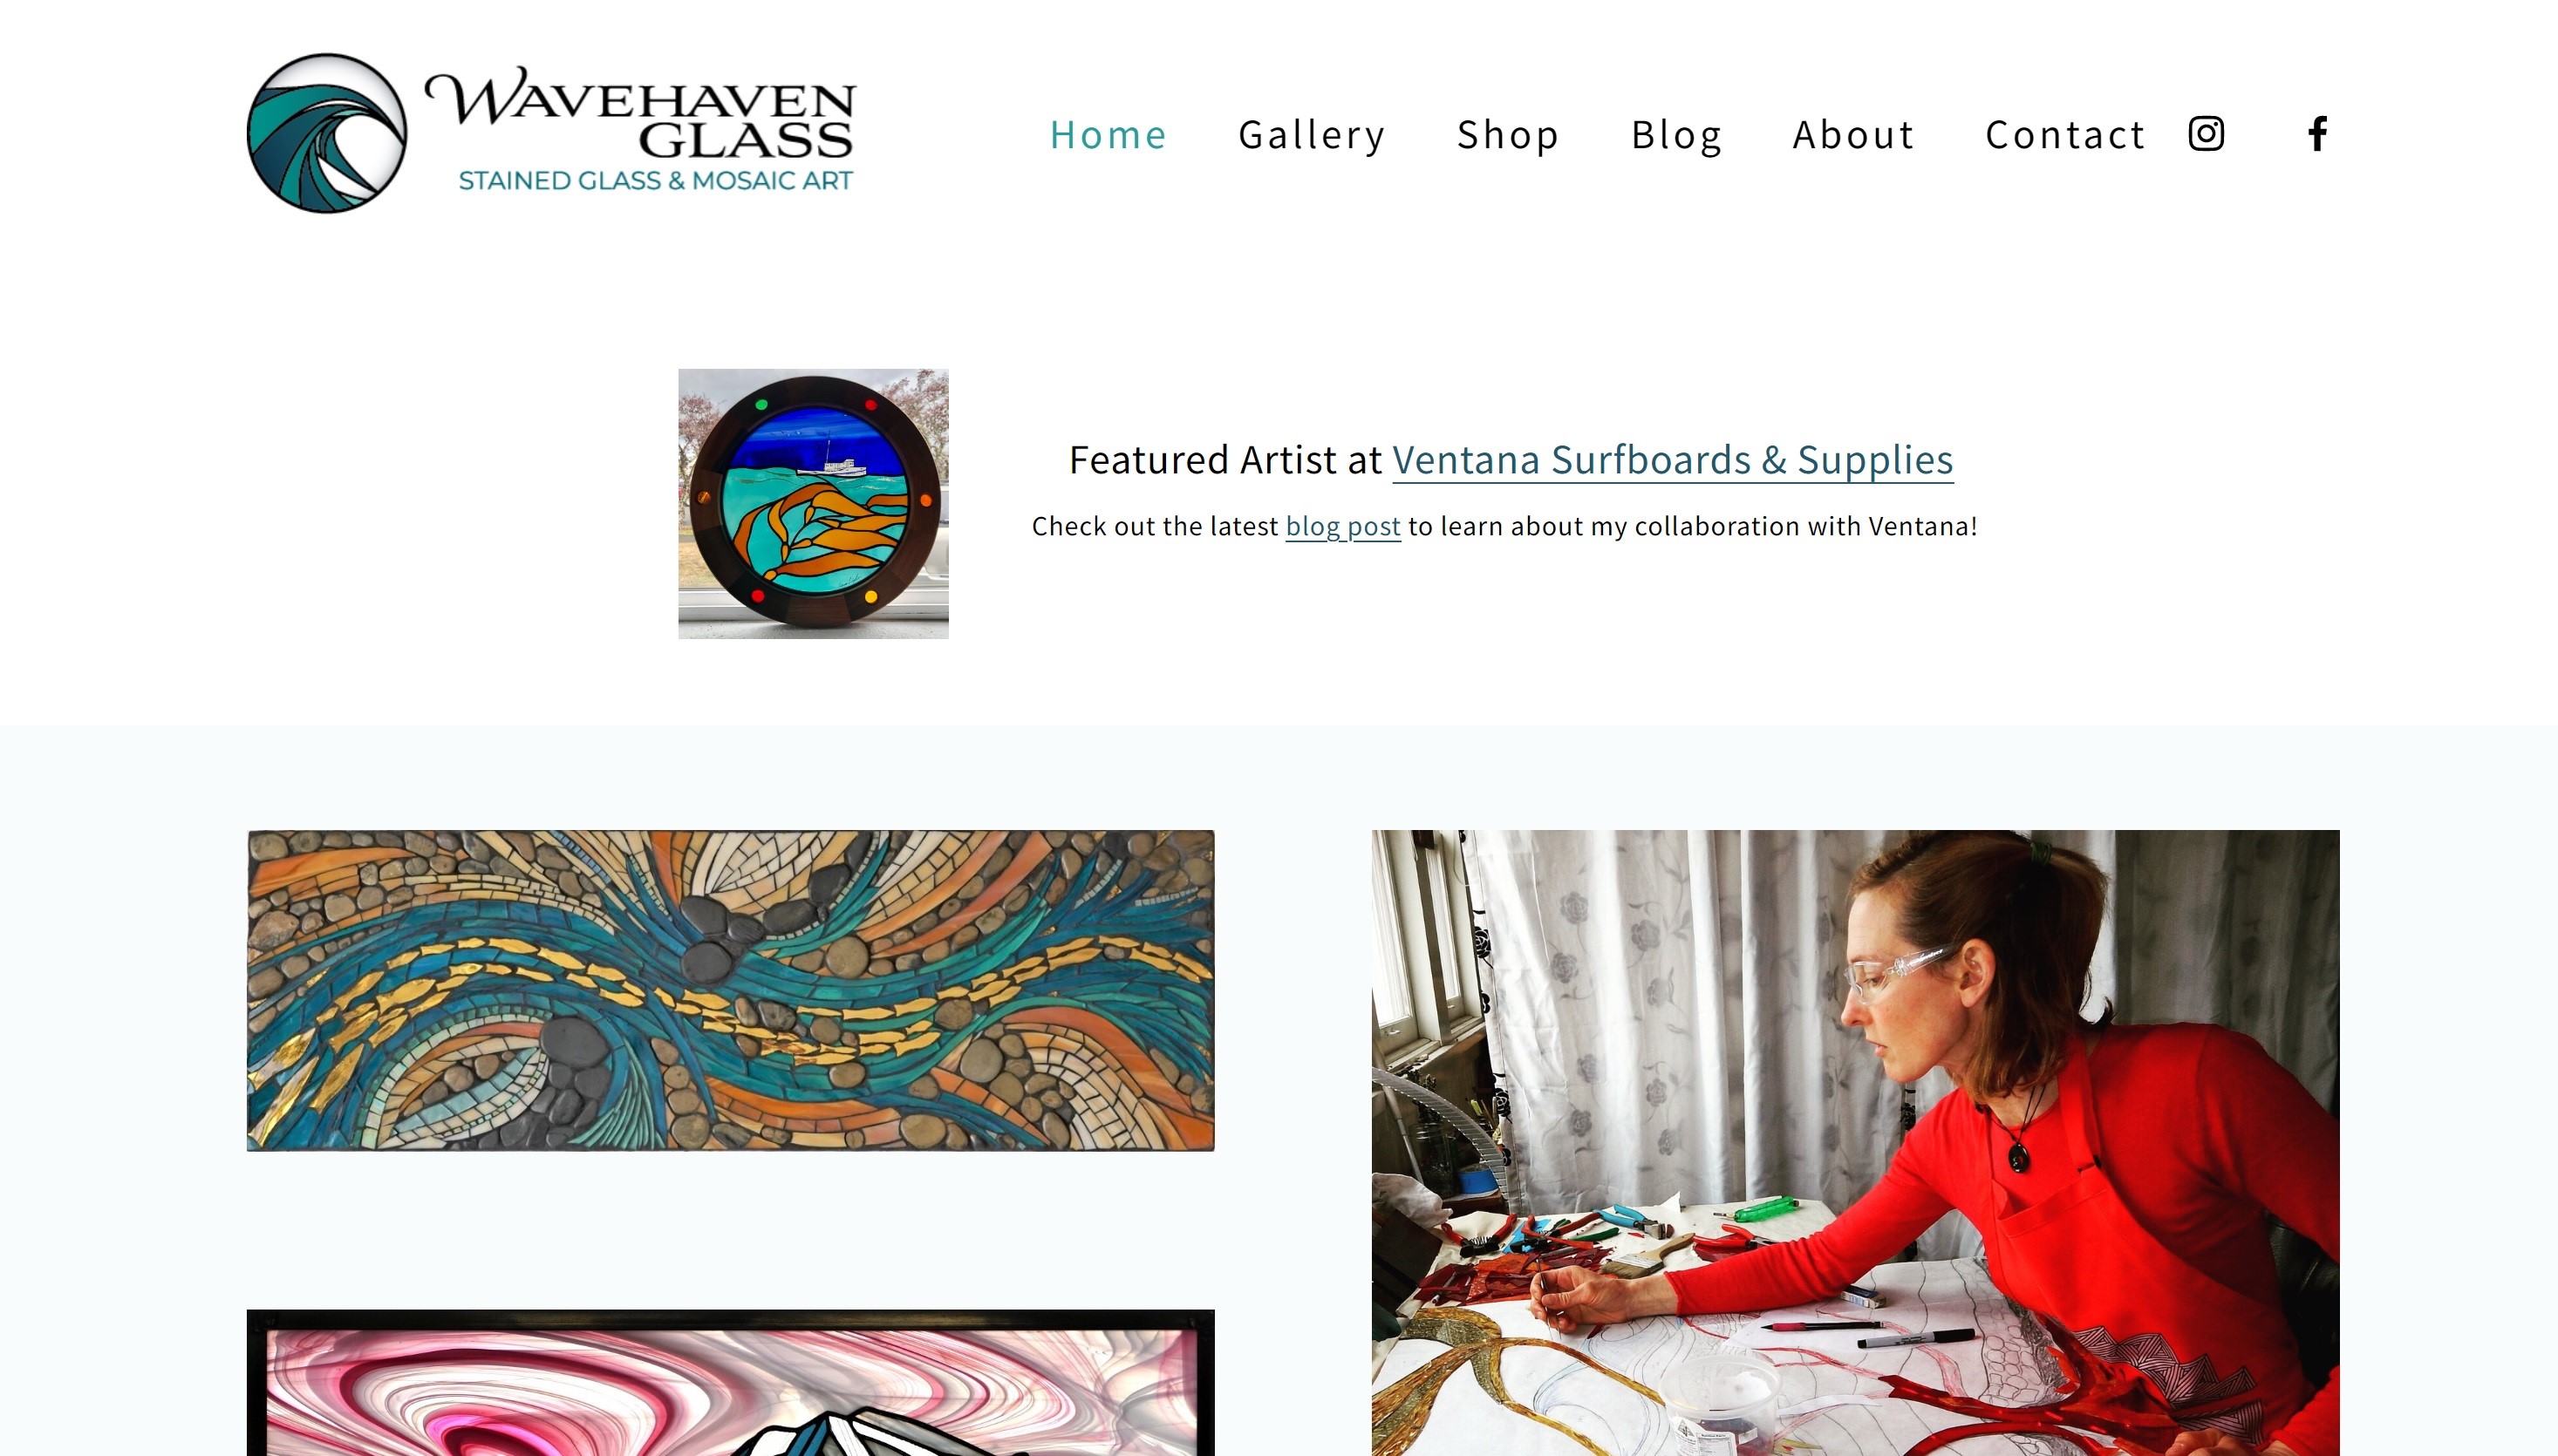 WAVEHAVEN
GLASS
STAINED GLASS & MOSAIC ART
Home Gallery Shop Blog About Contact
Featured Artist at Ventana Surfboards & Supplies
Check out the latest blog post to learn about my collaboration with Ventana!